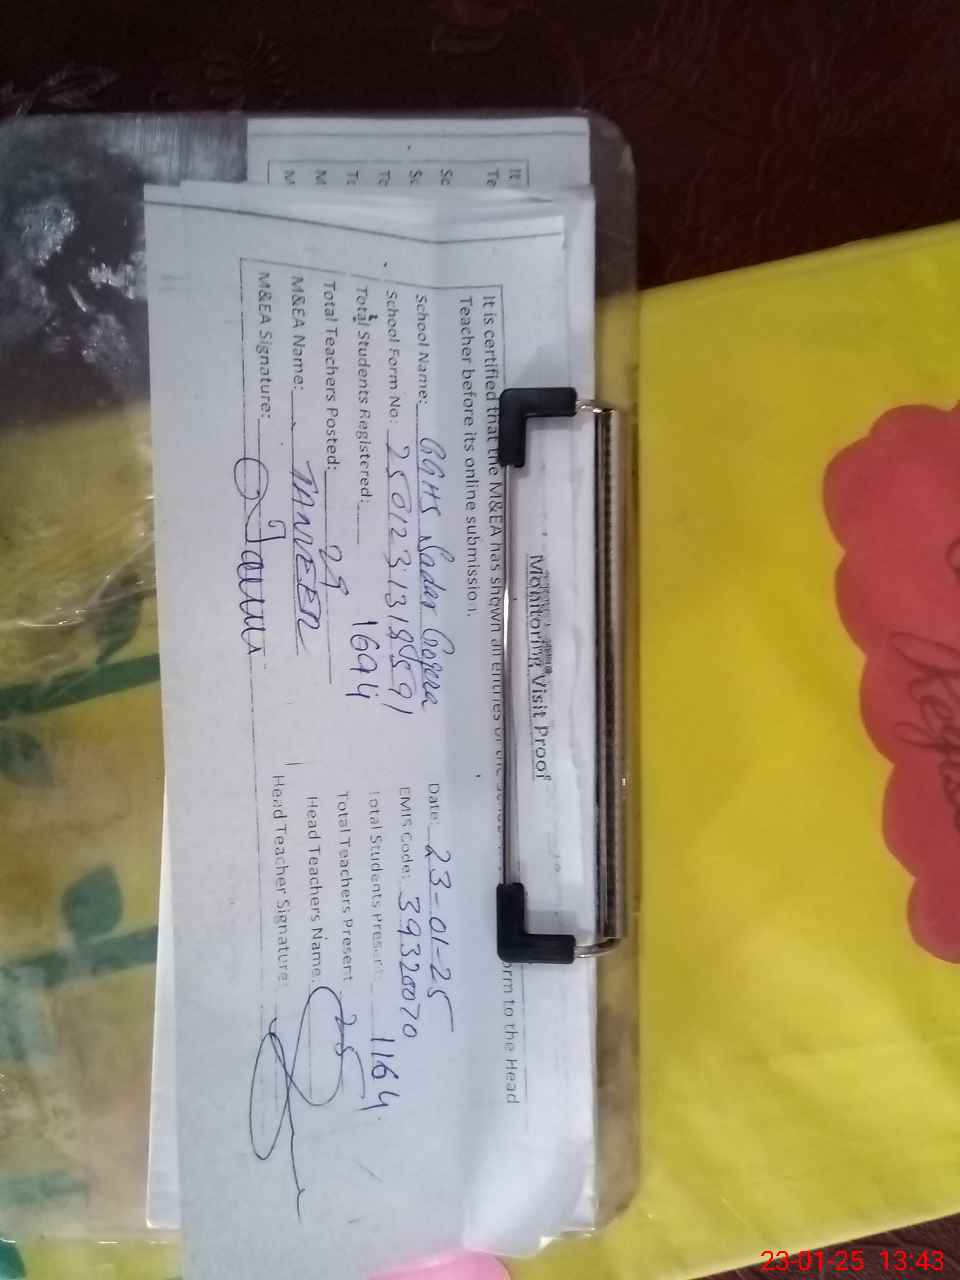 Monitoring Visit Proof
It is certified that the M&EA has shown all entries of the School Form to the Head
Teacher before its online submission.
School Name: GGHS Sadar Gogera Date: 23-01-25
School Form No: EMIS Code: 39320070
Total Students Registered: 1694 Total Students Present: 1164
Total Teachers Posted: 29 Total Teachers Present 25
M&EA Name: TANVEER Head Teachers Name:
M&EA Signature: Head Teacher Signature:
23-01-25 13:43